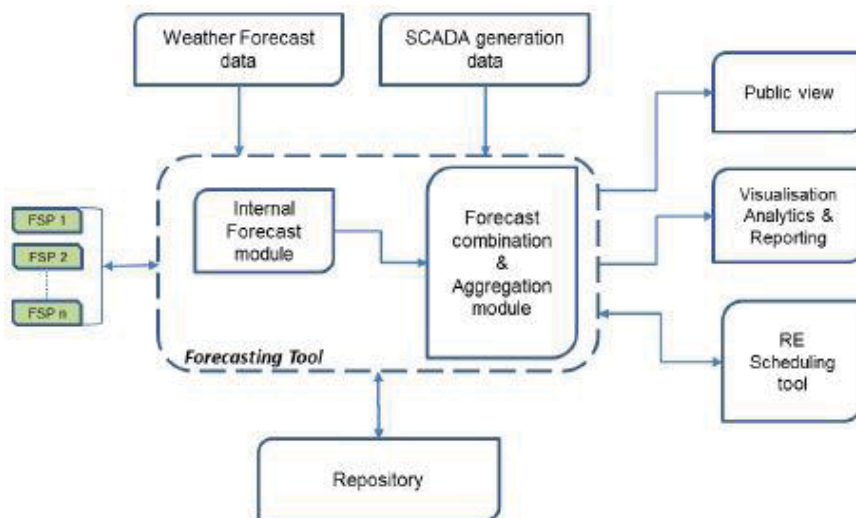 Weather Forecast
data
SCADA generation
data
Public view
FSP 1
FSP 2
FSP n
Internal
Forecast
module
Forecast
combination
&
Aggregation
module
Visualisation
Analytics &
Reporting
Forecasting Tool
RE
Scheduling
tool
Repository